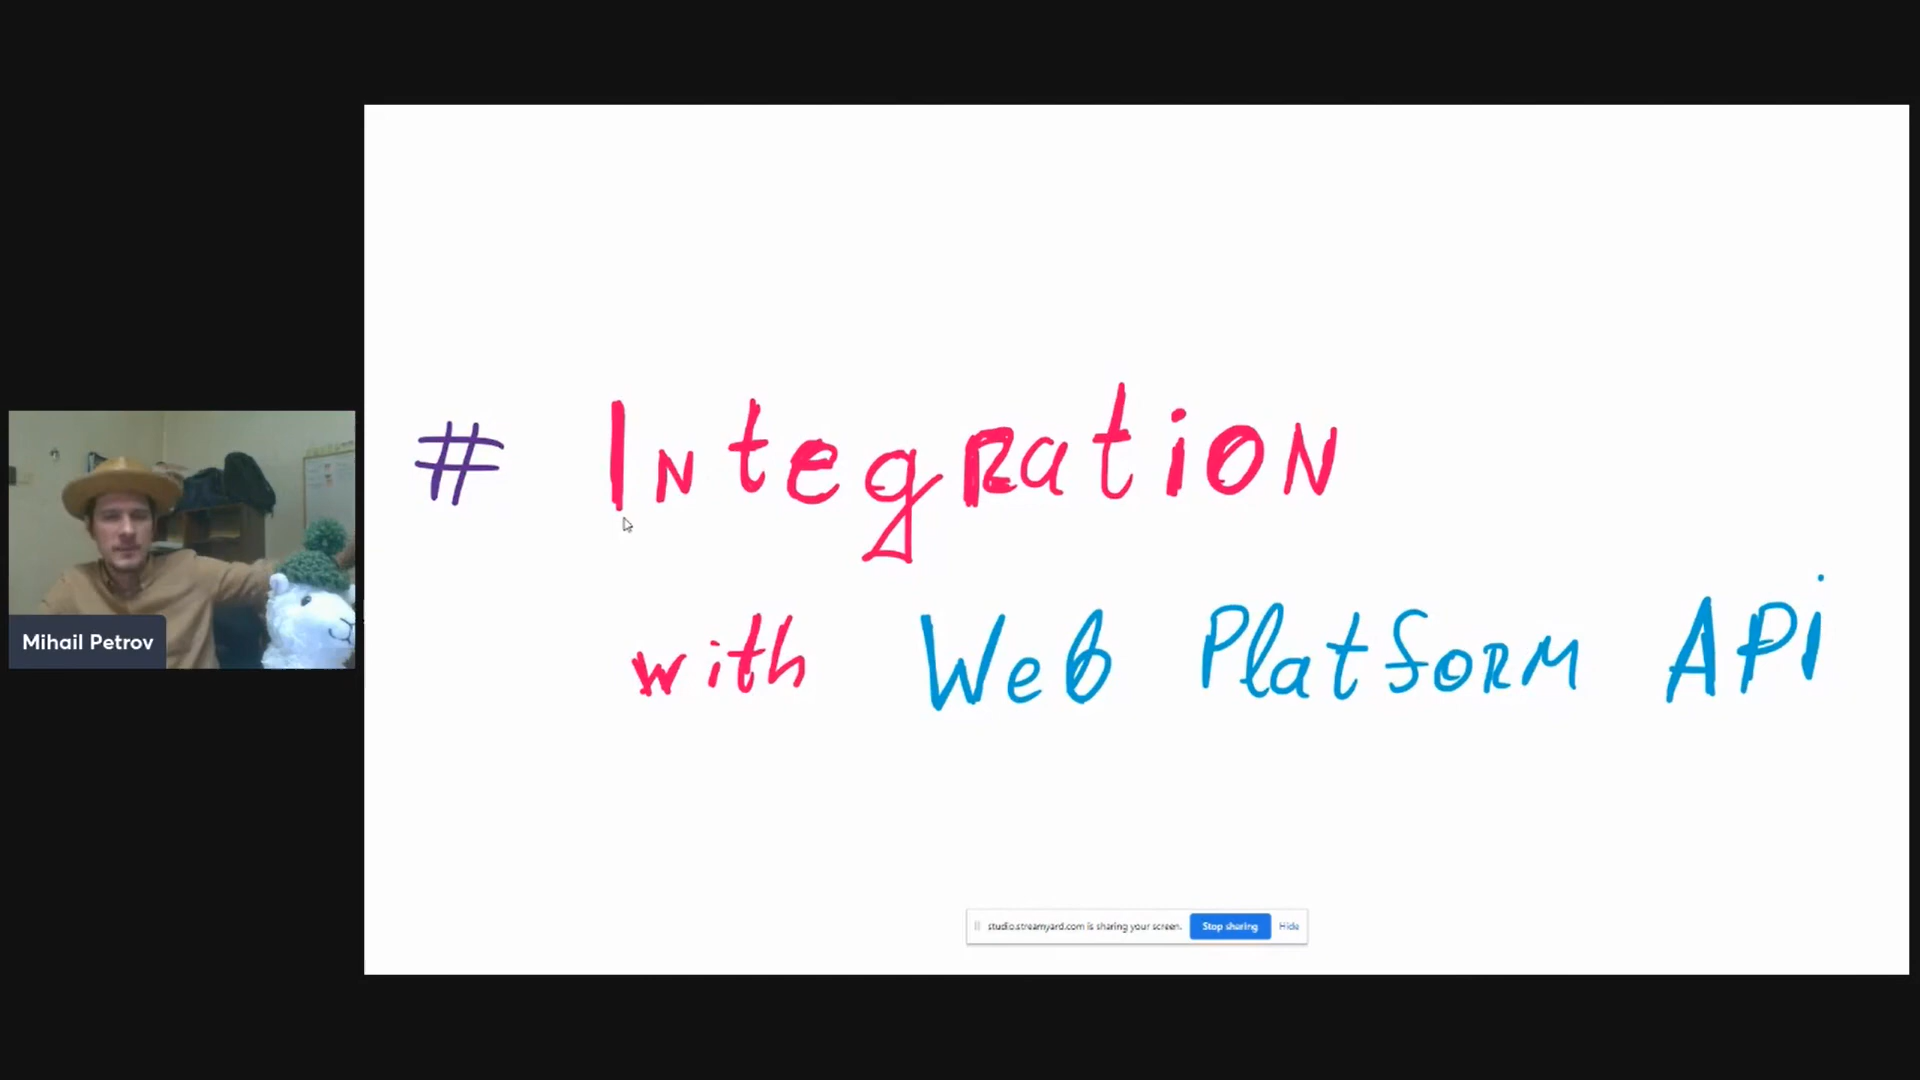 # Integration
with Web Platform APi
Mihail Petrov
studio.streamyard.com is sharing your screen. Stop sharing Hide